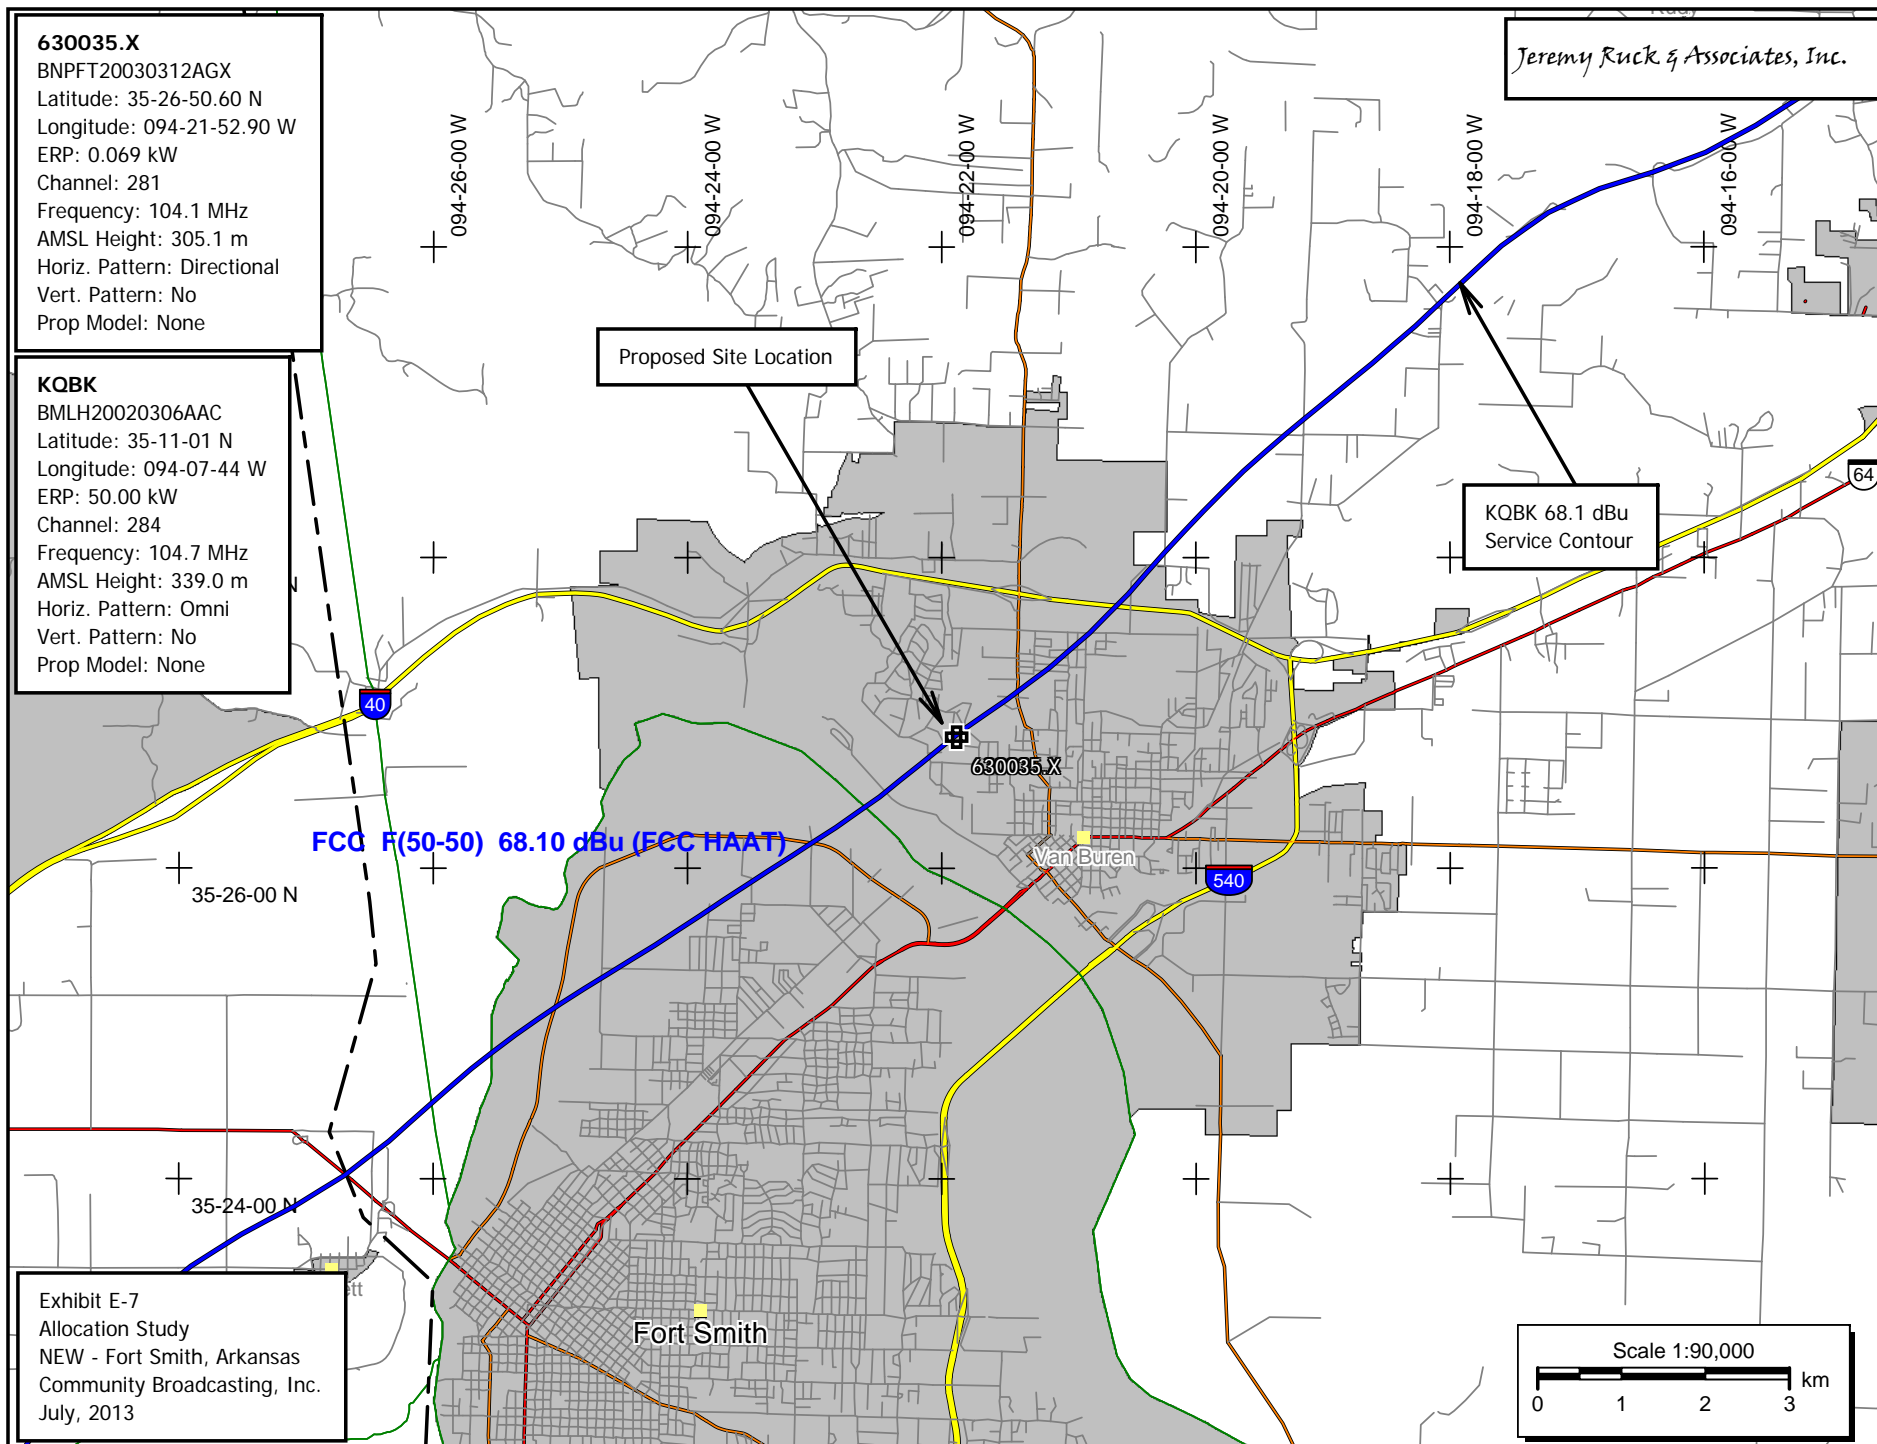 630035.X
BNPFT20030312AGX
Latitude: 35-26-50.60 N
Longitude: 094-21-52.90 W
ERP: 0.069 kW
Channel: 281
Frequency: 104.1 MHz
AMSL Height: 305.1 m
Horiz. Pattern: Directional
Vert. Pattern: No
Prop Model: None
KQBK
BMLH20020306AAC
Latitude: 35-11-01 N
Longitude: 094-07-44 W
ERP: 50.00 kW
Channel: 284
Frequency: 104.7 MHz
AMSL Height: 339.0 m
Horiz. Pattern: Omni
Vert. Pattern: No
Prop Model: None
Jeremy Ruck & Associates, Inc.
094-26-00 W
094-24-00 W
094-22-00 W
094-20-00 W
094-18-00 W
094-16-00 W
Proposed Site Location
KQBK 68.1 dBu
Service Contour
64
40
630035.X
FCC F(50-50) 68.10 dBu (FCC HAAT)
Van Buren
540
35-26-00 N
35-24-00 N
Fort Smith
Exhibit E-7
Allocation Study
NEW - Fort Smith, Arkansas
Community Broadcasting, Inc.
July, 2013
Scale 1:90,000
km
0 1 2 3